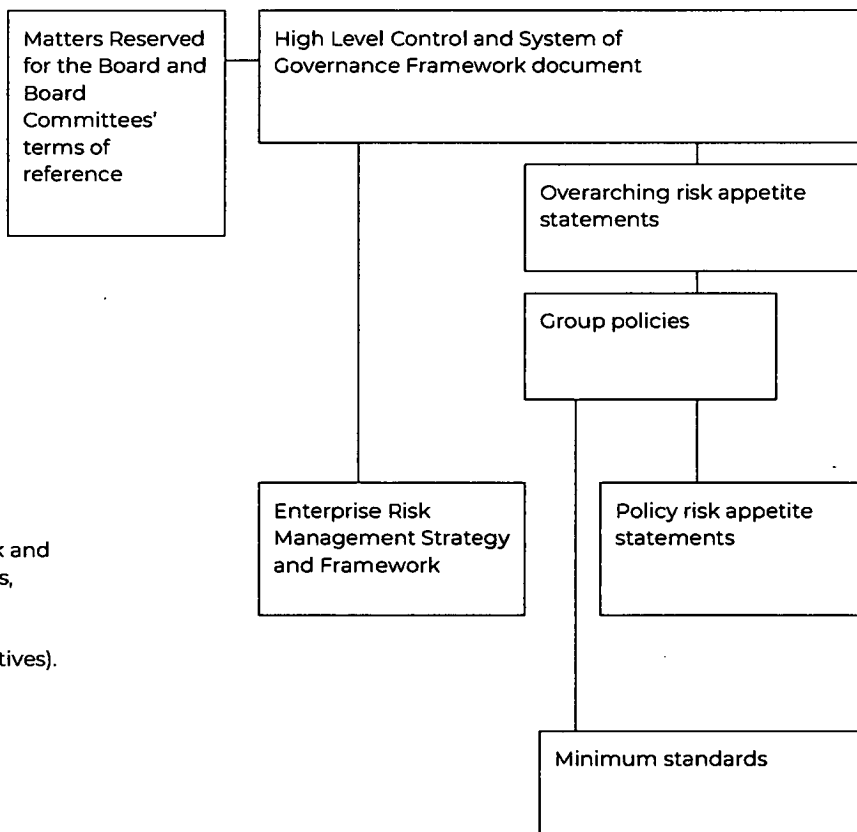 Matters Reserved
for the Board and
Board
Committees'
terms of
reference
High Level Control and System of
Governance Framework document
Overarching risk appetite
statements
Group policies
Enterprise Risk
Management Strategy
and Framework
Policy risk appetite
statements
and
Minimum standards